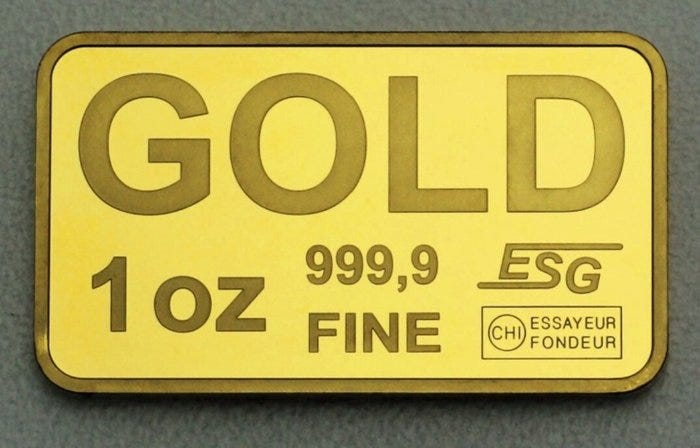 GOLD
1 oz
999,9
FINE
ESG
CHI
ESSAYEUR
FONDEUR